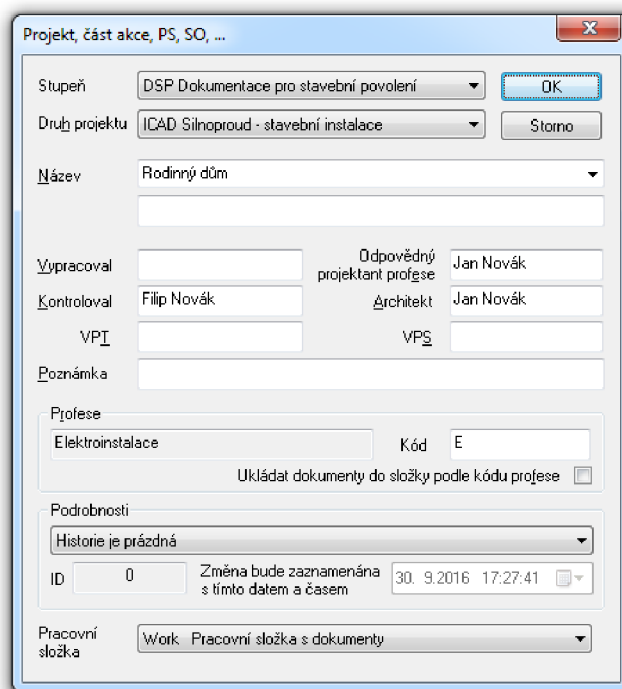 Projekt, část akce, PS, SO, ...
Stupeň DSP Dokumentace pro stavební povolení OK
Druh projektu ICAD Silnoproud - stavební instalace Storno
Název Rodinný dům
Vypracoval Odpovědný projektant profese Jan Novák
Kontroloval Filip Novák Architekt Jan Novák
VPT VPS
Poznámka
Profese
Elektroinstalace Kód E
Ukládat dokumenty do složky podle kódu profese
Podrobnosti
Historie je prázdná
ID 0 Změna bude zaznamenána s tímto datem a časem 30. 9.2016 17:27:41
Pracovní složka Work Pracovní složka s dokumenty